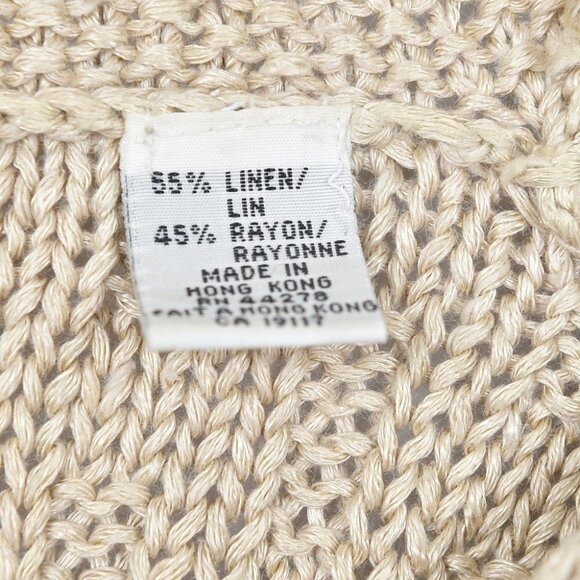 55% LINEN/
LIN
45% RAYON/
RAYONNE
MADE IN
HONG KONG
RN 44278
FAIT A HONG KONG
CA 19117